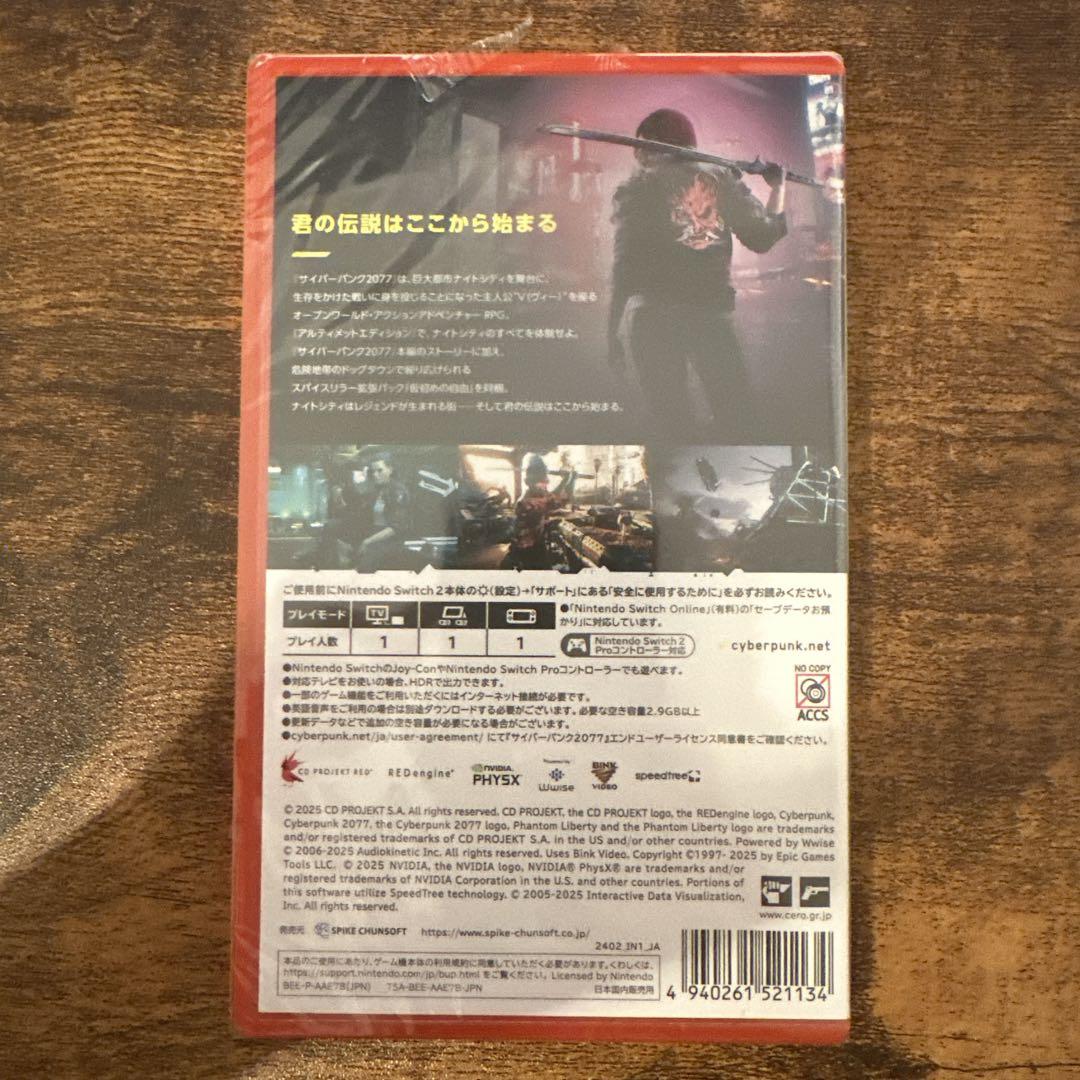 君の伝説はここから始まる
『サイバーパンク2077』は、巨大都市ナイトシティを舞台に、
生存をかけた戦いに身を投じることになった主人公“V(ヴィー)”を操る
オープンワールド・アクションアドベンチャー RPG。
『アルティメットエディション』で、ナイトシティのすべてを体験せよ。
『サイバーパンク2077』本編のストーリーに加え、
危険地帯のドッグタウンで繰り広げられる
スパイスリラー拡張パック「仮初めの自由」を同梱。
ナイトシティはレジェンドが生まれる街──そして君の伝説はここから始まる。
ご使用前にNintendo Switch 2本体の(設定)→「サポート」にある「安全に使用するために」を必ずお読みください。
プレイモード TV
プレイ人数 1 1 1
●「Nintendo Switch Online」(有料)の「セーブデータお預
かり」に対応しています。
Nintendo Switch 2
Proコントローラー対応
cyberpunk.net
●Nintendo SwitchのJoy-ConやNintendo Switch Proコントローラーでも遊べます。
●対応テレビをお使いの場合、HDRで出力できます。
●一部のゲーム機能をご利用いただくにはインターネット接続が必要です。
●英語音声をご利用の場合は別途ダウンロードする必要がございます。必要な空き容量2.9GB以上
●更新データなどで追加の空き容量が必要になる場合がございます。
●cyberpunk.net/ja/user-agreement/ にて『サイバーパンク2077』エンドユーザーライセンス同意書をご確認ください。
NO COPY
ACCS
CD PROJEKT RED® REDengine® NVIDIA. PHYSX Powered by Wwise BINK VIDEO speedtree
© 2025 CD PROJEKT S.A. All rights reserved. CD PROJEKT, the CD PROJEKT logo, the REDengine logo, Cyberpunk,
Cyberpunk 2077, the Cyberpunk 2077 logo, Phantom Liberty and the Phantom Liberty logo are trademarks
and/or registered trademarks of CD PROJEKT S.A. in the US and/or other countries. Powered by Wwise
© 2006-2025 Audiokinetic Inc. All rights reserved. Uses Bink Video. Copyright ©1997- 2025 by Epic Games
Tools LLC. © 2025 NVIDIA, the NVIDIA logo, NVIDIA® PhysX® are trademarks and/or
registered trademarks of NVIDIA Corporation in the U.S. and other countries. Portions of
this software utilize SpeedTree technology. © 2005-2025 Interactive Data Visualization,
Inc. All rights reserved.
www.cero.gr.jp
発売元 SPIKE CHUNSOFT https://www.spike-chunsoft.co.jp/
2402_IN1_JA
本品のご使用にあたり、ゲーム機本体の利用規約に同意していただく必要があります。くわしくは、
https://support.nintendo.com/jp/bup.html をご覧ください。 Licensed by Nintendo
BEE-P-AAE7B(JPN) TSA-BEE-AAE7B-JPN 日本国内販売用
4 940261 521134